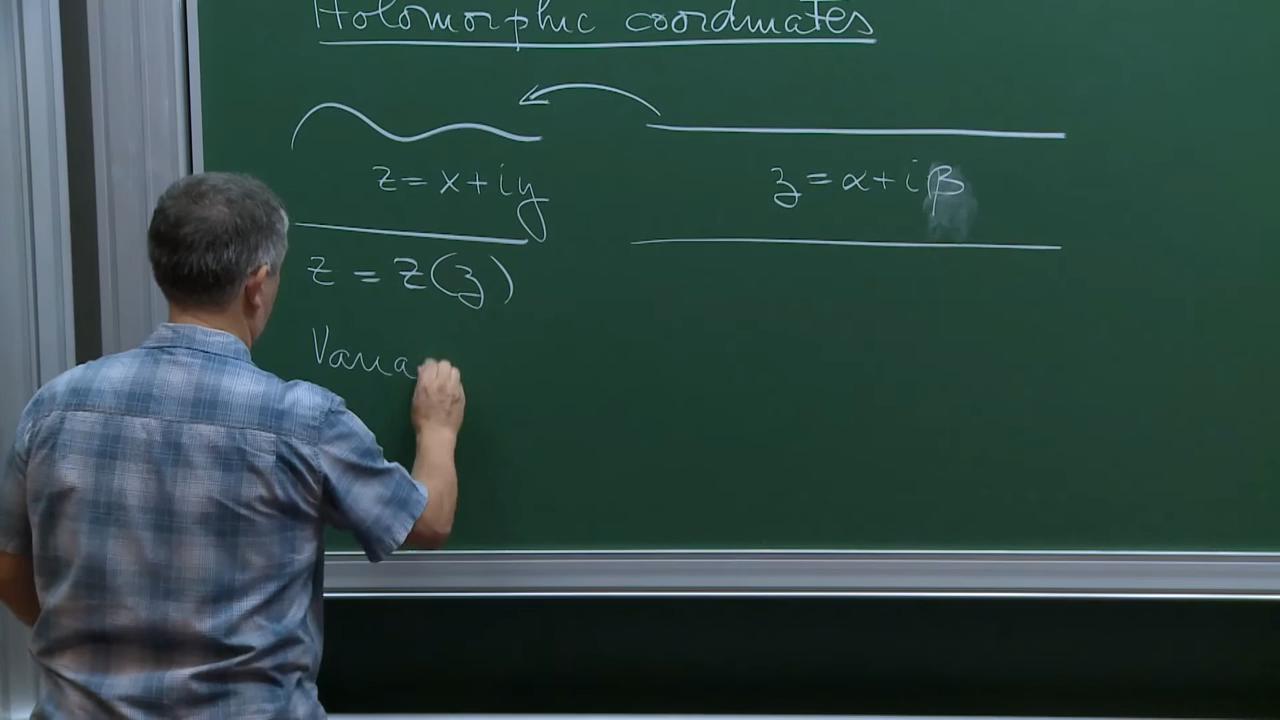 Holomorphic coordinates
z = x + iy
ʒ = α + iβ
z = z(ʒ)
Varia